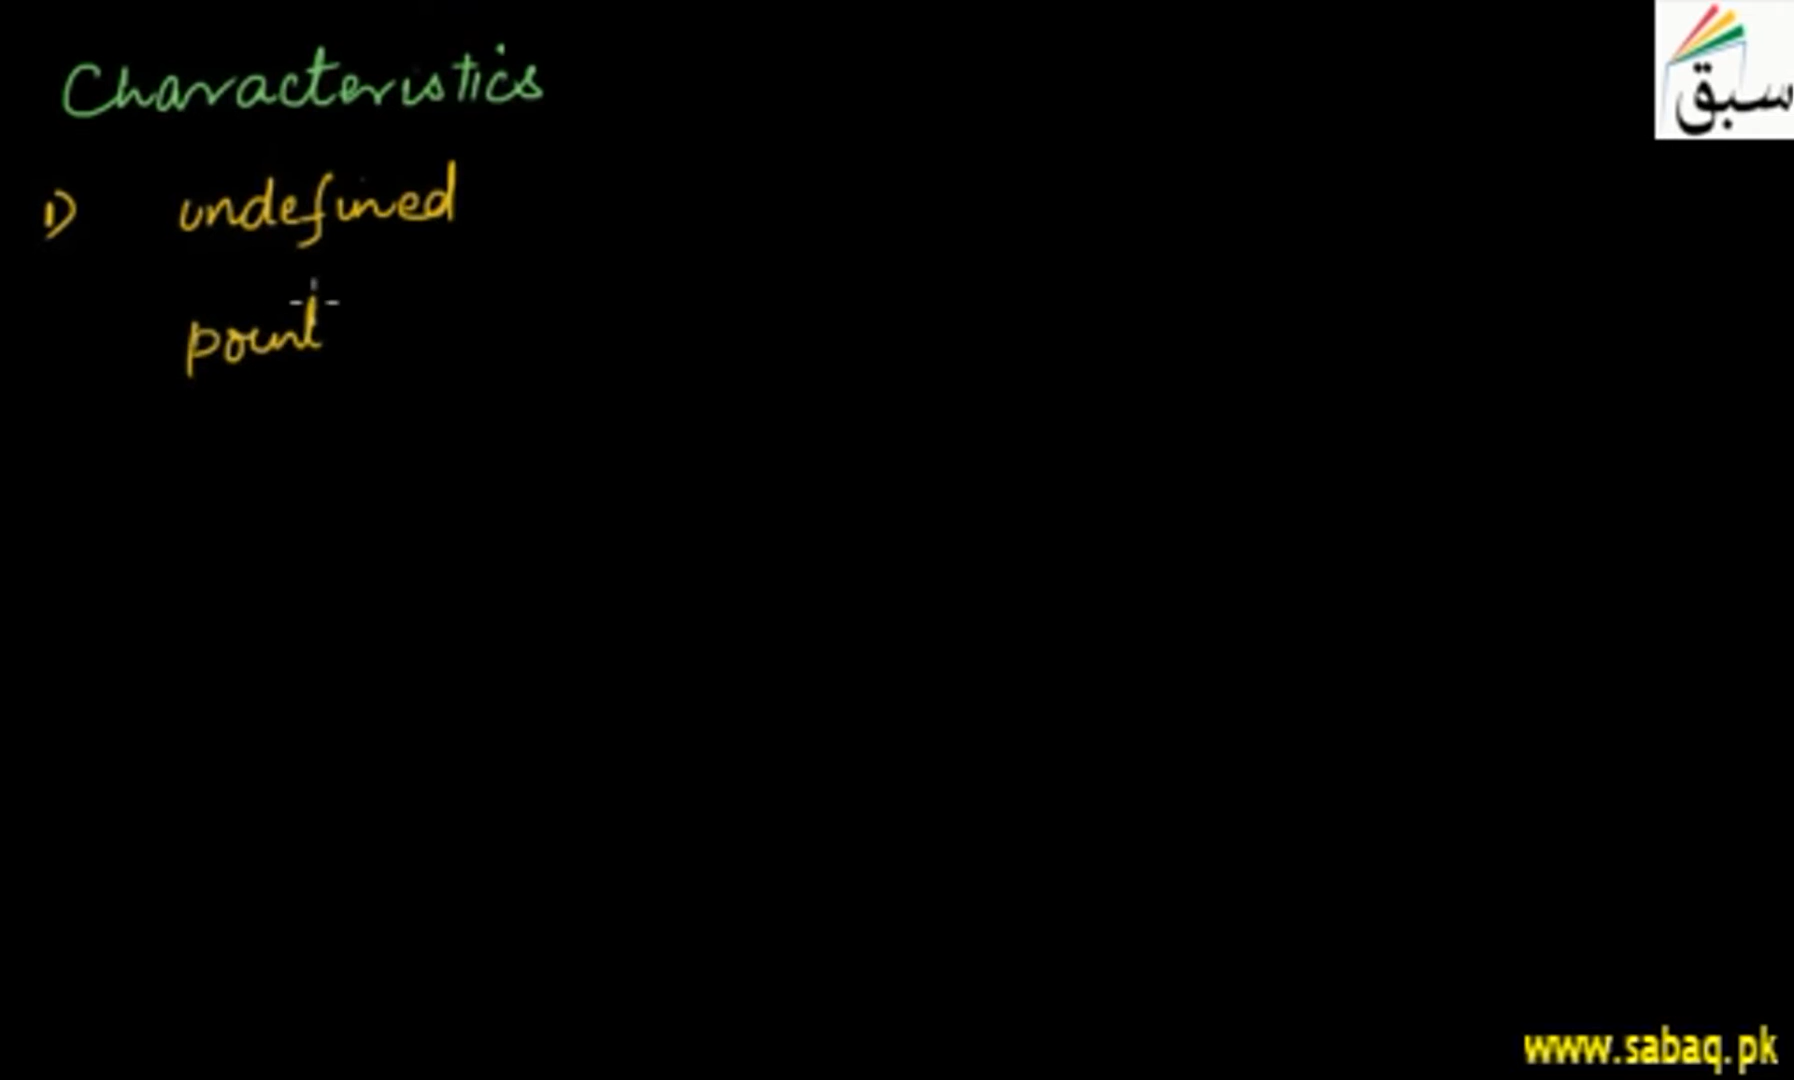 Characteristics
سبق
1) undefined
point
www.sabaq.pk